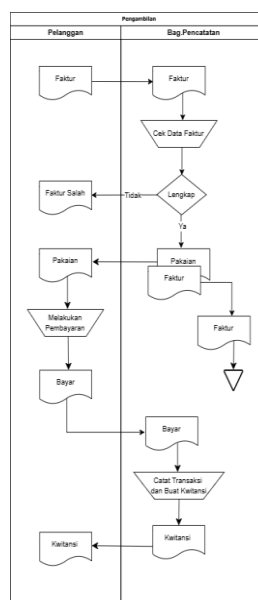 Pengambilan
Pelanggan
Bag.Pencatatan
Faktur
Faktur
Cek Data Faktur
Faktur Salah
Tidak
Lengkap
Ya
Pakaian
Pakaian
Faktur
Melakukan
Pembayaran
Faktur
Bayar
Bayar
Catat Transaksi
dan Buat Kwitansi
Kwitansi
Kwitansi